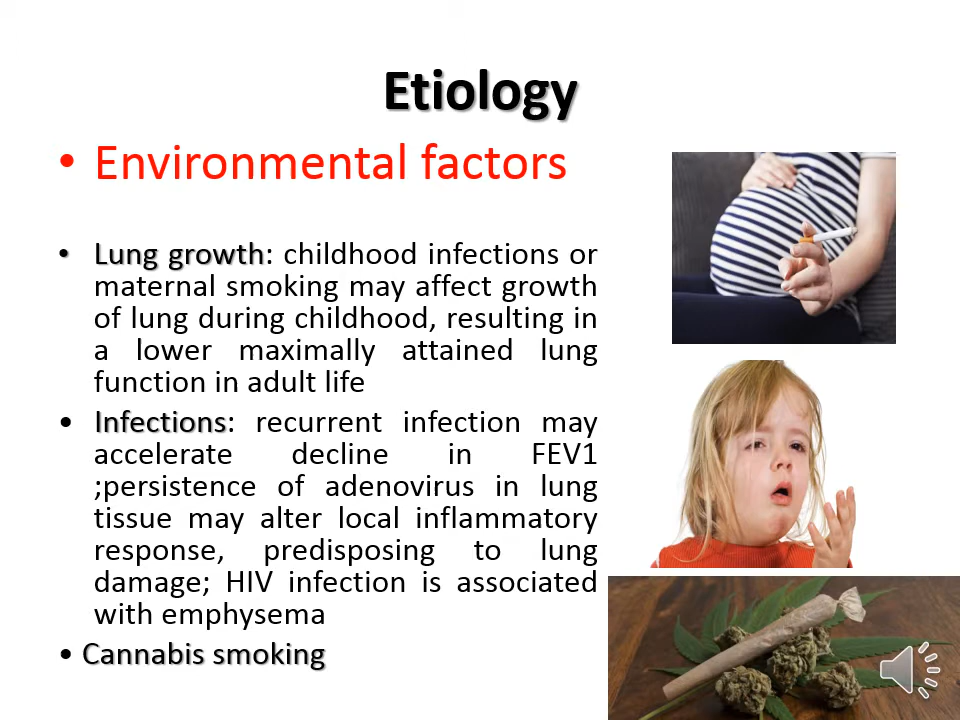 Etiology
• Environmental factors
• Lung growth: childhood infections or
maternal smoking may affect growth
of lung during childhood, resulting in
a lower maximally attained lung
function in adult life
• Infections: recurrent infection may
accelerate decline in FEV1
;persistence of adenovirus in lung
tissue may alter local inflammatory
response, predisposing to lung
damage; HIV infection is associated
with emphysema
• Cannabis smoking